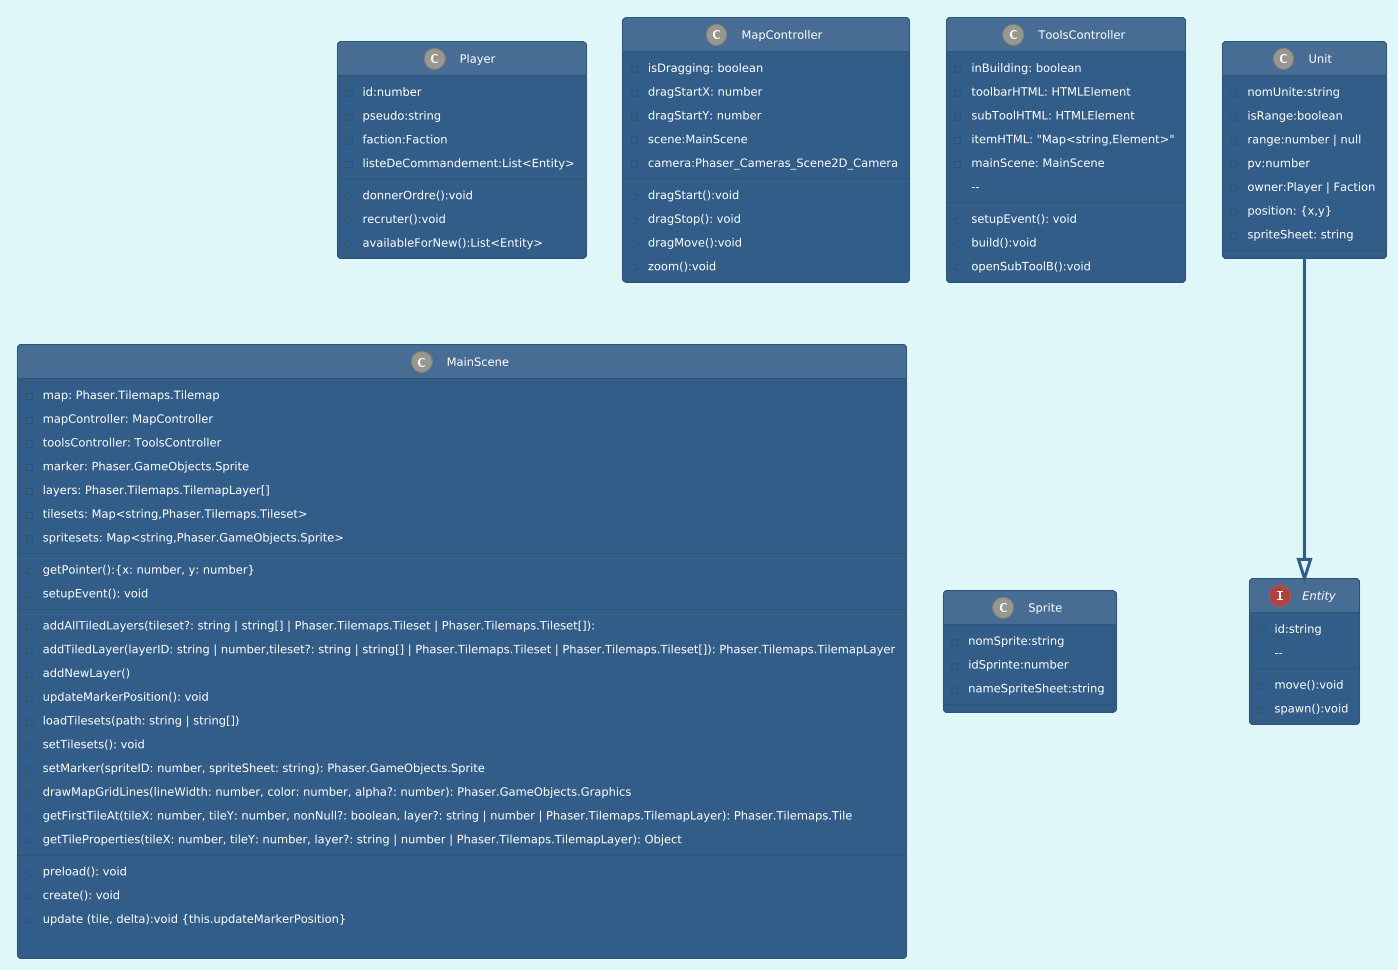 C Player
id:number
pseudo:string
faction:Faction
listeDeCommandement:List<Entity>
donnerOrdre():void
recruter():void
availableForNew():List<Entity>
C MapController
isDragging: boolean
dragStartX: number
dragStartY: number
scene:MainScene
camera:Phaser_Cameras_Scene2D_Camera
dragStart():void
dragStop(): void
dragMove():void
zoom():void
C ToolsController
inBuilding: boolean
toolbarHTML: HTMLElement
subToolHTML: HTMLElement
itemHTML: "Map<string,Element>"
mainScene: MainScene
--
setupEvent(): void
build():void
openSubToolB():void
C Unit
nomUnite:string
isRange:boolean
range:number | null
pv:number
owner:Player | Faction
position: {x,y}
spriteSheet: string
C MainScene
map: Phaser.Tilemaps.Tilemap
mapController: MapController
toolsController: ToolsController
marker: Phaser.GameObjects.Sprite
layers: Phaser.Tilemaps.TilemapLayer[]
tilesets: Map<string,Phaser.Tilemaps.Tileset>
spritesets: Map<string,Phaser.GameObjects.Sprite>
getPointer():{x: number, y: number}
setupEvent(): void
addAllTiledLayers(tileset?: string | string[] | Phaser.Tilemaps.Tileset | Phaser.Tilemaps.Tileset[]):
addTiledLayer(layerID: string | number,tileset?: string | string[] | Phaser.Tilemaps.Tileset | Phaser.Tilemaps.Tileset[]): Phaser.Tilemaps.TilemapLayer
addNewLayer()
updateMarkerPosition(): void
loadTilesets(path: string | string[])
setTilesets(): void
setMarker(spriteID: number, spriteSheet: string): Phaser.GameObjects.Sprite
drawMapGridLines(lineWidth: number, color: number, alpha?: number): Phaser.GameObjects.Graphics
getFirstTileAt(tileX: number, tileY: number, nonNull?: boolean, layer?: string | number | Phaser.Tilemaps.TilemapLayer): Phaser.Tilemaps.Tile
getTileProperties(tileX: number, tileY: number, layer?: string | number | Phaser.Tilemaps.TilemapLayer): Object
preload(): void
create(): void
update (tile, delta):void {this.updateMarkerPosition}
C Sprite
nomSprite:string
idSprinte:number
nameSpriteSheet:string
I Entity
id:string
--
move():void
spawn():void